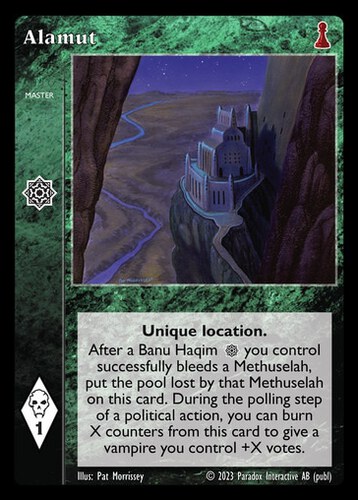 Alamut
MASTER
Unique location.
After a Banu Haqim you control
successfully bleeds a Methuselah,
put the pool lost by that Methuselah
on this card. During the polling step
of a political action, you can burn
X counters from this card to give a
vampire you control +X votes.
1
Illus: Pat Morrissey © 2023 Paradox Interactive AB (publ)